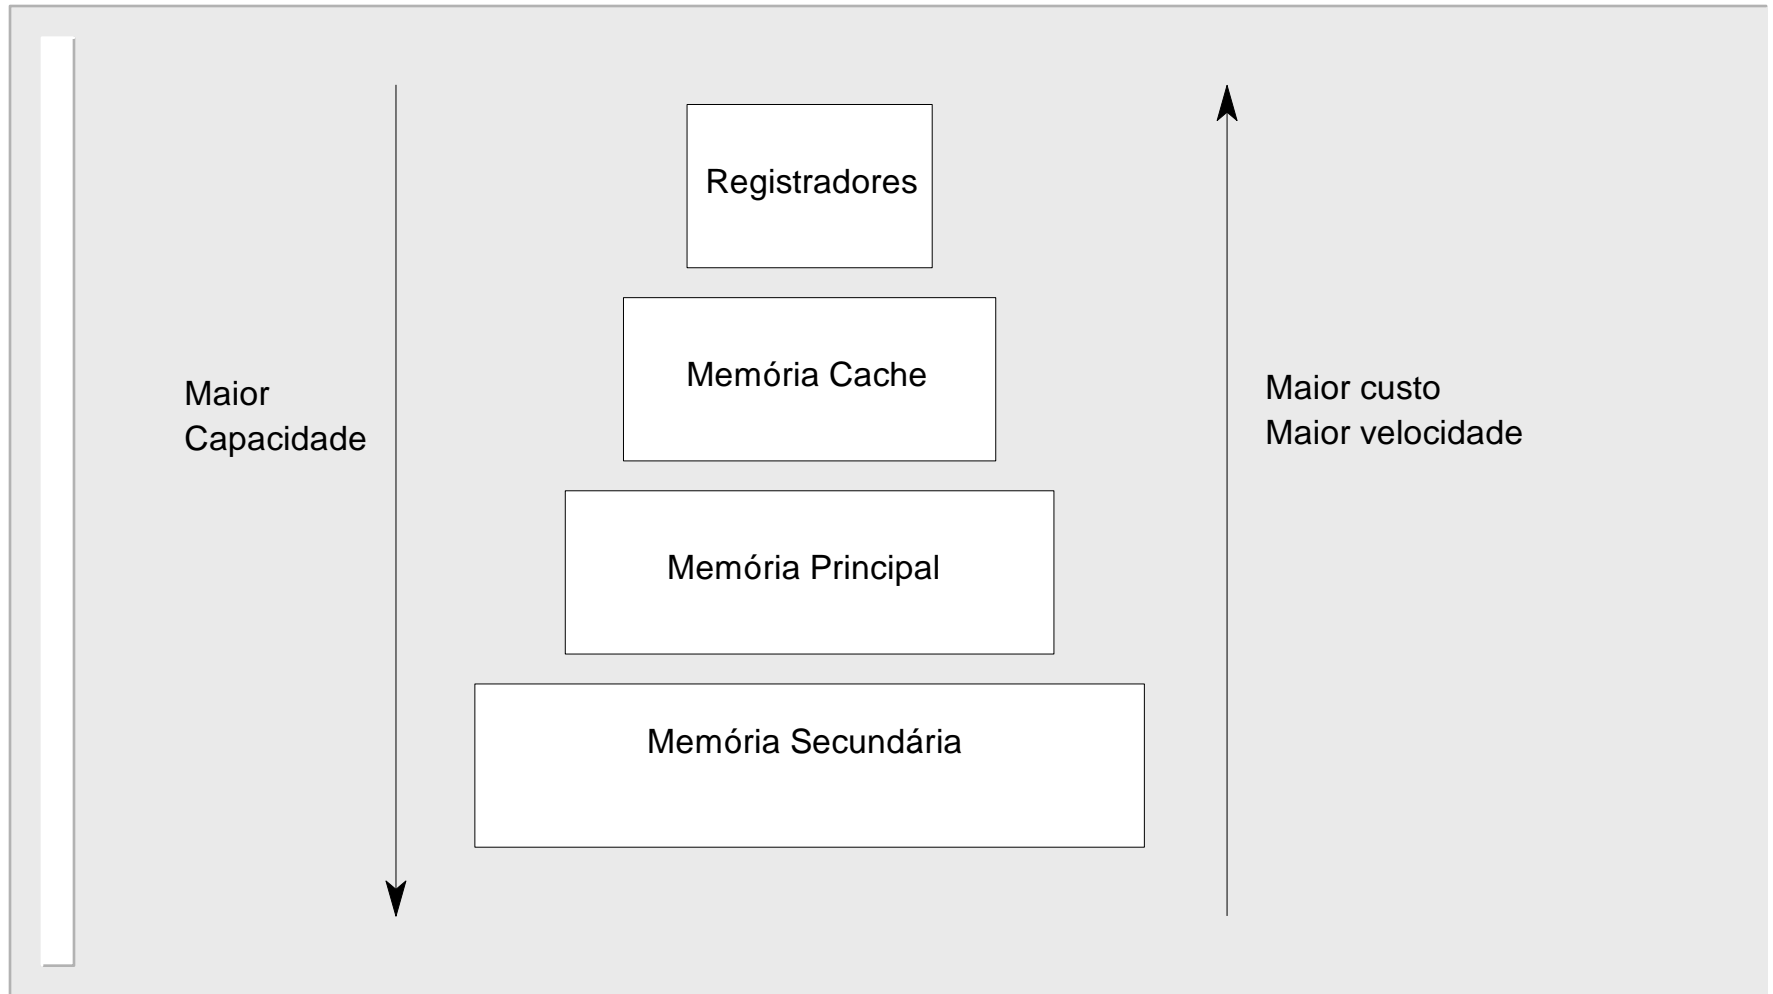 Registradores
Memória Cache
Maior
Capacidade
Maior custo
Maior velocidade
Memória Principal
Memória Secundária